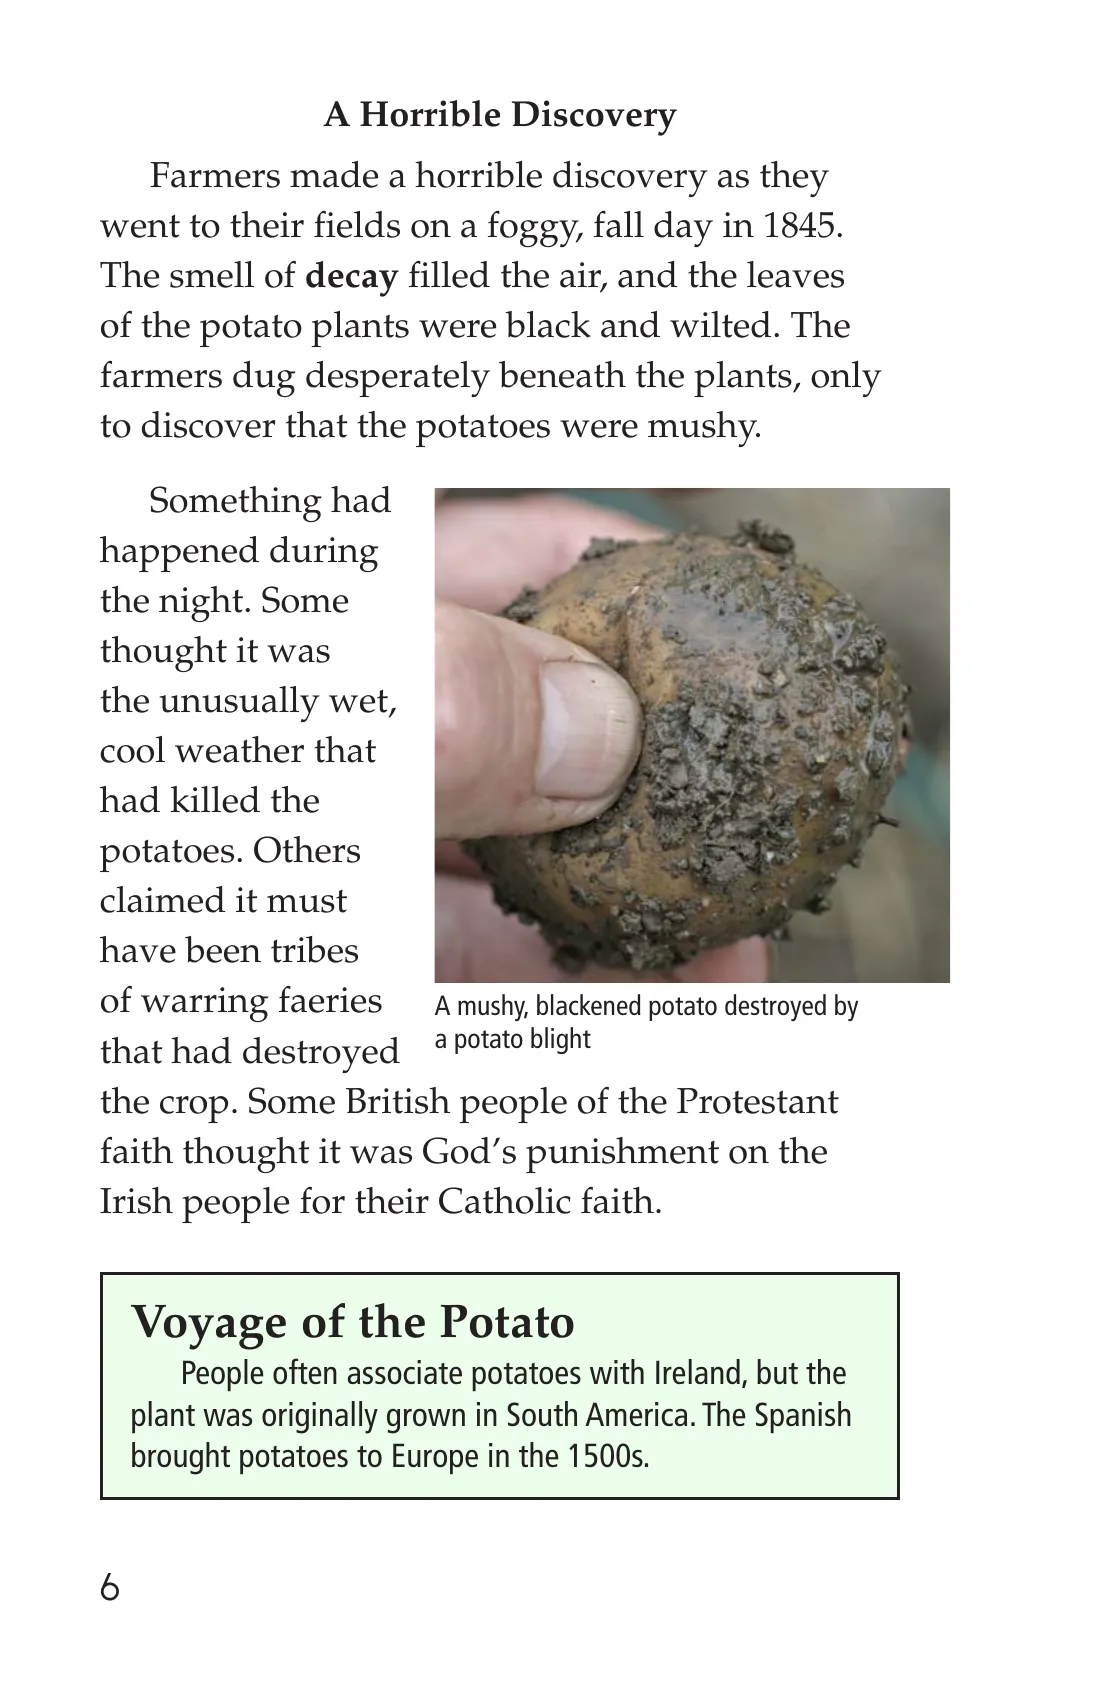 A Horrible Discovery
Farmers made a horrible discovery as they
went to their fields on a foggy, fall day in 1845.
The smell of decay filled the air, and the leaves
of the potato plants were black and wilted. The
farmers dug desperately beneath the plants, only
to discover that the potatoes were mushy.
Something had
happened during
the night. Some
thought it was
the unusually wet,
cool weather that
had killed the
potatoes. Others
claimed it must
have been tribes
of warring faeries
that had destroyed
the crop. Some British people of the Protestant
faith thought it was God’s punishment on the
Irish people for their Catholic faith.
A mushy, blackened potato destroyed by
a potato blight
Voyage of the Potato
People often associate potatoes with Ireland, but the
plant was originally grown in South America. The Spanish
brought potatoes to Europe in the 1500s.
6